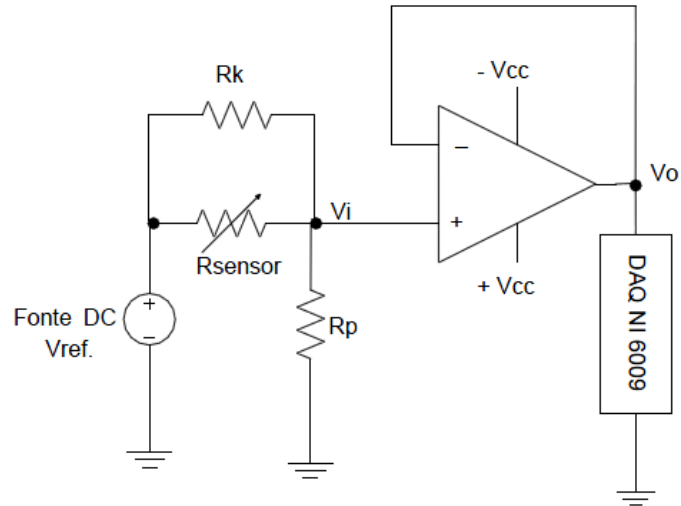 Rk
- Vcc
−
Vo
Vi
+
Rsensor
+ Vcc
DAQ NI 6009
+
Fonte DC
Vref.
−
Rp